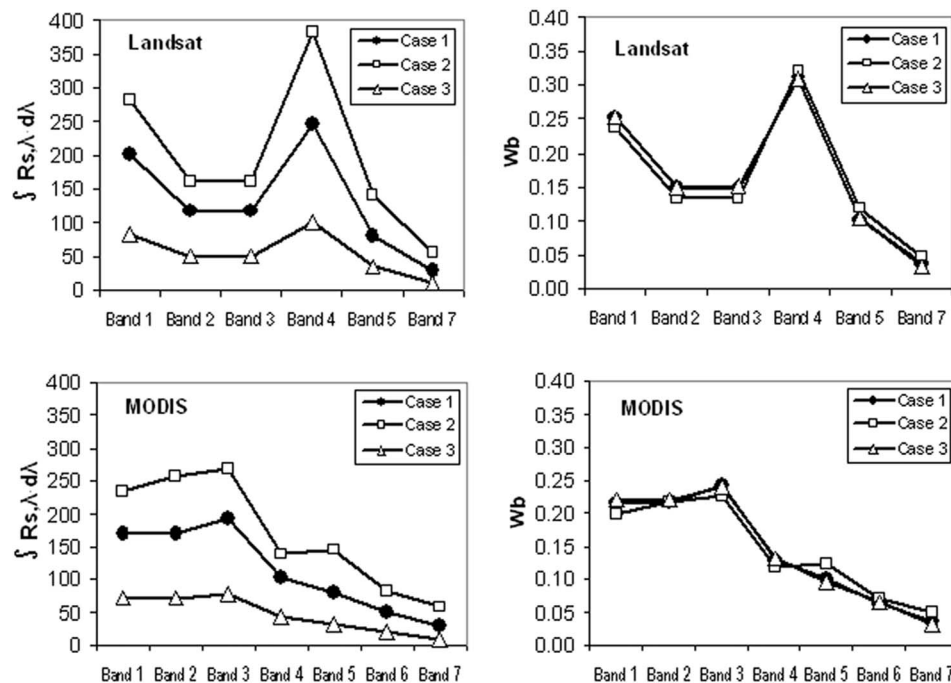 Landsat
Case 1
Case 2
Case 3
∫ Rs,λ·dλ
400
350
300
250
200
150
100
50
0
Band 1 Band 2 Band 3 Band 4 Band 5 Band 7
Landsat
Case 1
Case 2
Case 3
Wb
0.40
0.35
0.30
0.25
0.20
0.15
0.10
0.05
0.00
Band 1 Band 2 Band 3 Band 4 Band 5 Band 7
MODIS
Case 1
Case 2
Case 3
∫ Rs,λ·dλ
400
350
300
250
200
150
100
50
0
Band 1 Band 2 Band 3 Band 4 Band 5 Band 6 Band 7
MODIS
Case 1
Case 2
Case 3
Wb
0.40
0.35
0.30
0.25
0.20
0.15
0.10
0.05
0.00
Band 1 Band 2 Band 3 Band 4 Band 5 Band 6 Band 7